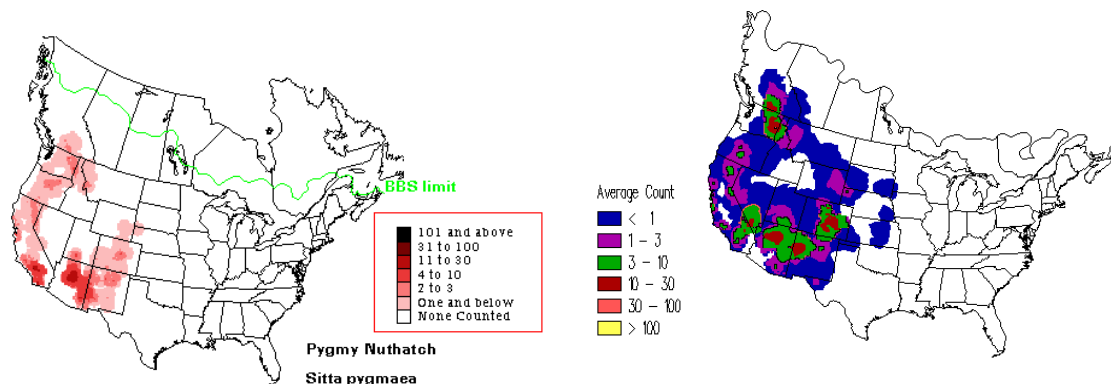 BBS limit
101 and above
31 to 100
11 to 30
4 to 10
2 to 3
One and below
None Counted
Pygmy Nuthatch
Sitta pygmaea
Average Count
< 1
1 – 3
3 – 10
10 – 30
30 – 100
> 100